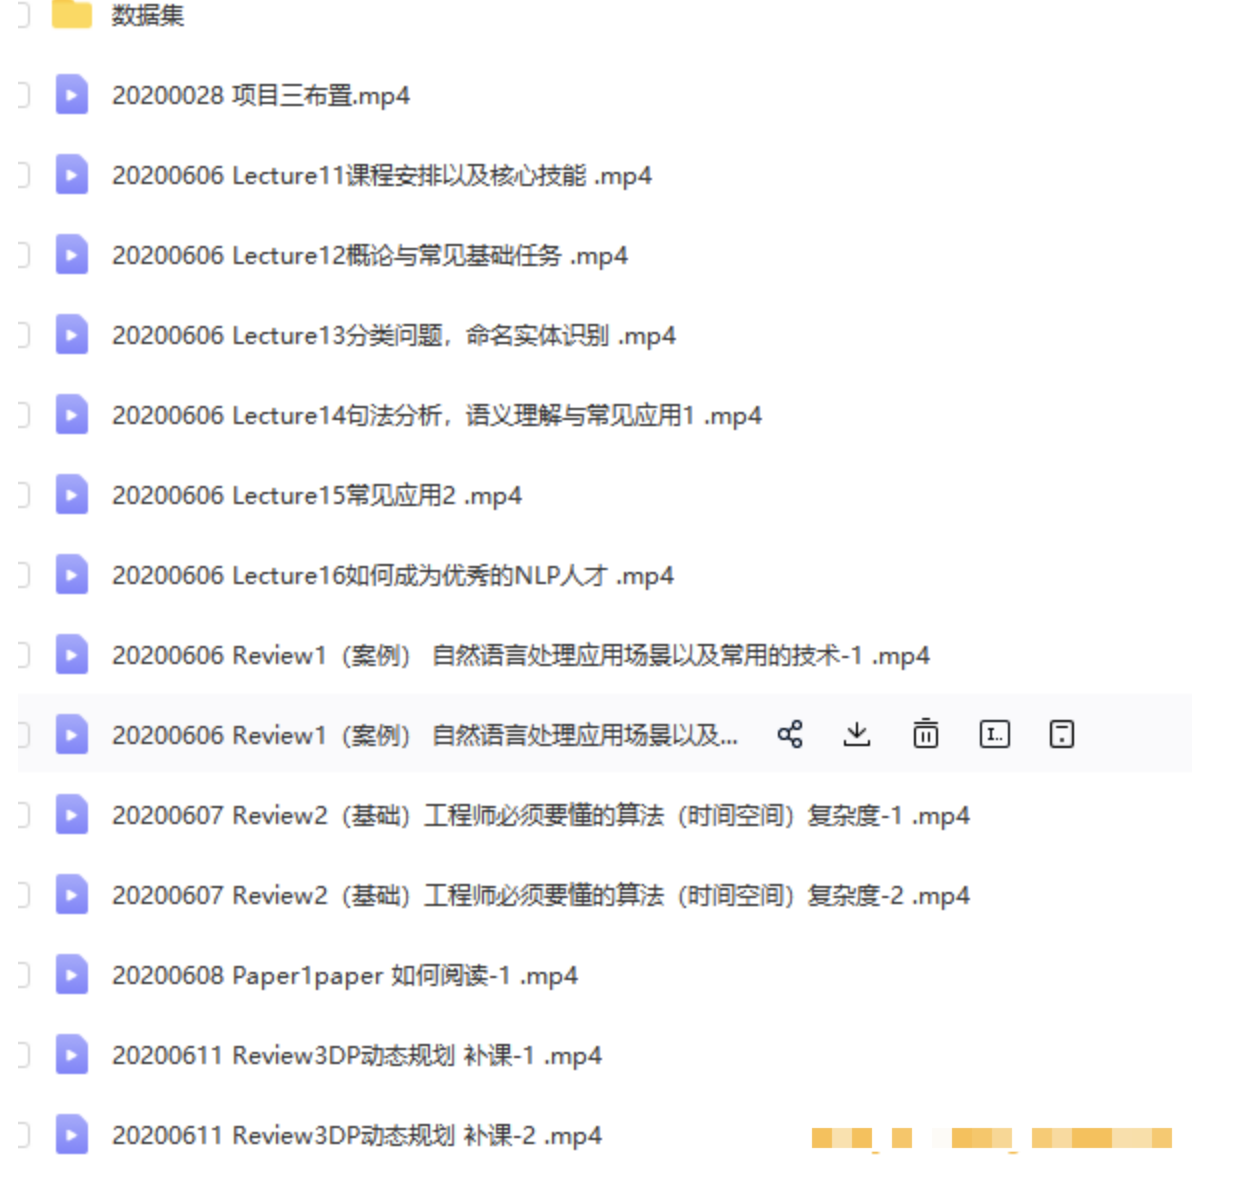 数据集
20200028 项目三布置.mp4
20200606 Lecture11课程安排以及核心技能 .mp4
20200606 Lecture12概论与常见基础任务 .mp4
20200606 Lecture13分类问题，命名实体识别 .mp4
20200606 Lecture14句法分析，语义理解与常见应用1 .mp4
20200606 Lecture15常见应用2 .mp4
20200606 Lecture16如何成为优秀的NLP人才 .mp4
20200606 Review1（案例） 自然语言处理应用场景以及常用的技术-1 .mp4
20200606 Review1（案例） 自然语言处理应用场景以及...
20200607 Review2（基础）工程师必须要懂的算法（时间空间）复杂度-1 .mp4
20200607 Review2（基础）工程师必须要懂的算法（时间空间）复杂度-2 .mp4
20200608 Paper1paper 如何阅读-1 .mp4
20200611 Review3DP动态规划 补课-1 .mp4
20200611 Review3DP动态规划 补课-2 .mp4